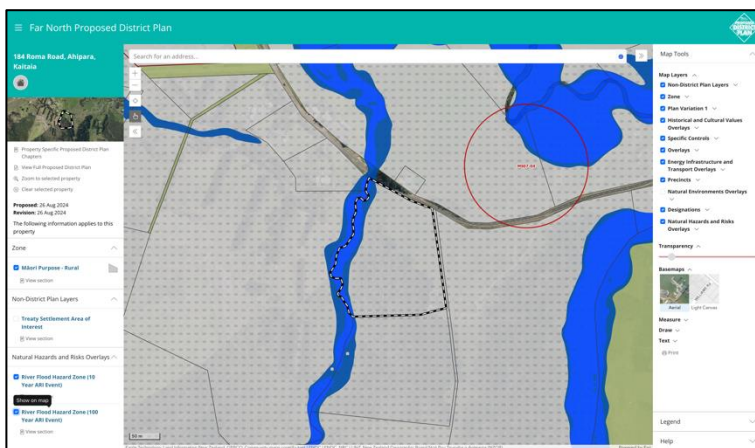 Far North Proposed District Plan
184 Roma Road, Ahipara,
Kaitaia
Property Specific Proposed District Plan
Chapters
View Full Proposed District Plan
Zoom to selected property
Clear selected property
Proposed: 26 Aug 2024
Revision: 26 Aug 2024
The following information applies to this
property
Zone
Māori Purpose - Rural
View section
Non-District Plan Layers
Treaty Settlement Area of
Interest
View section
Natural Hazards and Risks Overlays
River Flood Hazard Zone (10
Year ARI Event)
Show on map
River Flood Hazard Zone (100
Year ARI Event)
View section
Search for an address...
Map Tools
Map Layers
Non-District Plan Layers
Zone
Plan Variation 1
Historical and Cultural Values
Overlays
Specific Controls
Overlays
Energy Infrastructure and
Transport Overlays
Precincts
Natural Environments Overlays
Designations
Natural Hazards and Risks
Overlays
Transparency
Basemaps
Aerial
Light Canvas
Measure
Draw
Text
Print
Legend
Help